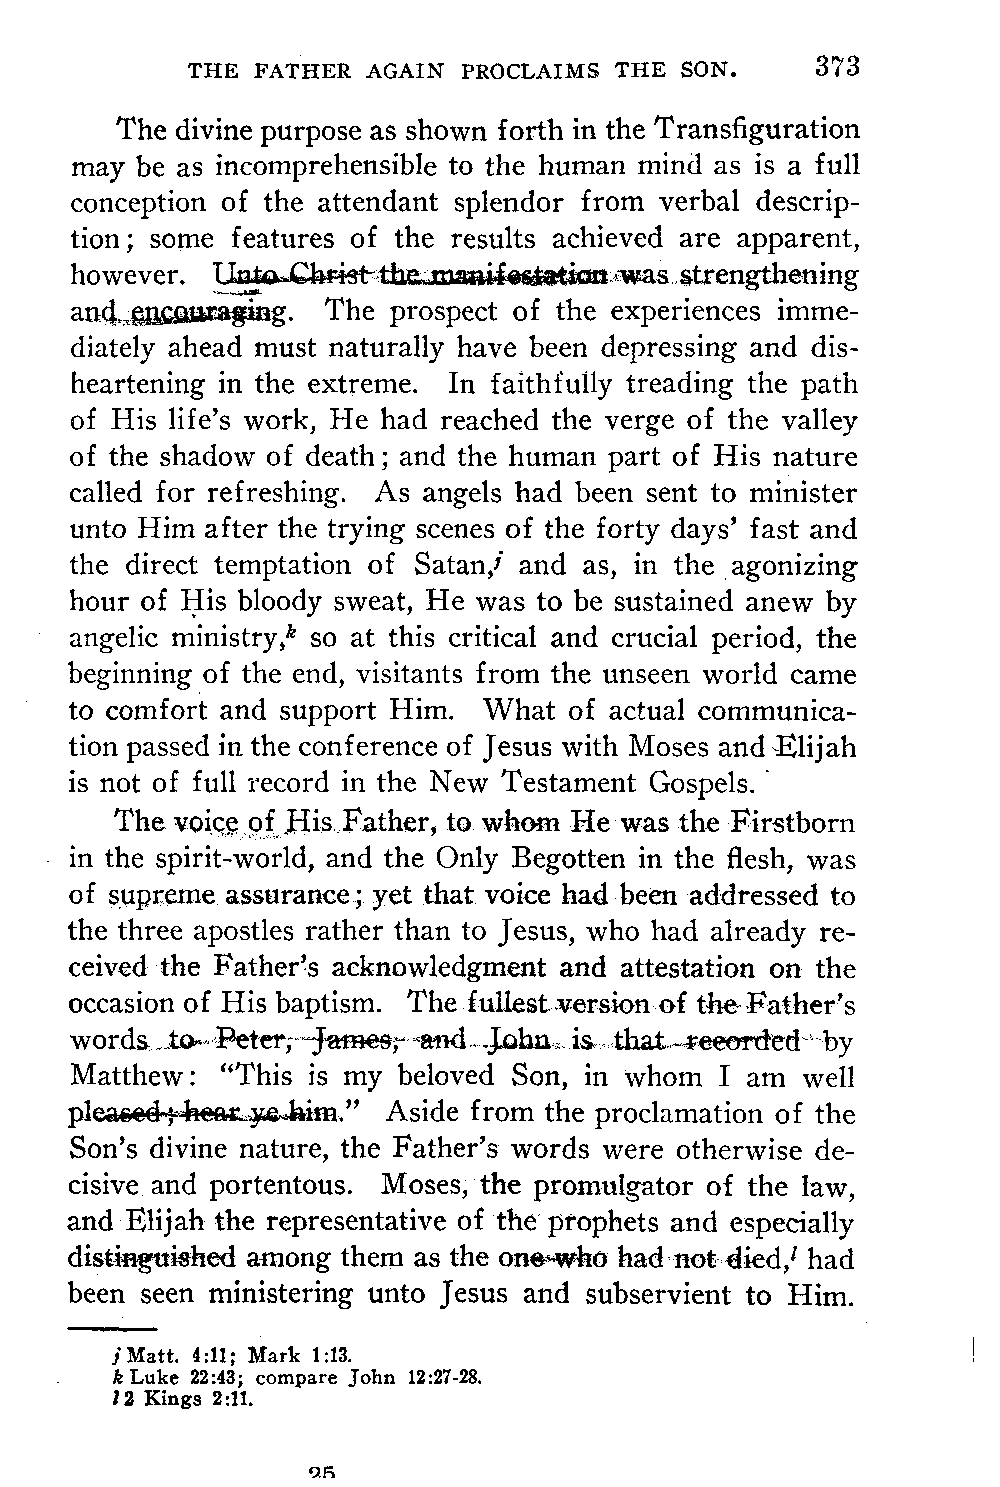 THE FATHER AGAIN PROCLAIMS THE SON. 373
The divine purpose as shown forth in the Transfiguration
may be as incomprehensible to the human mind as is a full
conception of the attendant splendor from verbal descrip-
tion; some features of the results achieved are apparent,
however. Unto Christ the manifestation was strengthening
and encouraging. The prospect of the experiences imme-
diately ahead must naturally have been depressing and dis-
heartening in the extreme. In faithfully treading the path
of His life's work, He had reached the verge of the valley
of the shadow of death; and the human part of His nature
called for refreshing. As angels had been sent to minister
unto Him after the trying scenes of the forty days' fast and
the direct temptation of Satan,j and as, in the agonizing
hour of His bloody sweat, He was to be sustained anew by
angelic ministry,k so at this critical and crucial period, the
beginning of the end, visitants from the unseen world came
to comfort and support Him. What of actual communica-
tion passed in the conference of Jesus with Moses and Elijah
is not of full record in the New Testament Gospels.
The voice of His Father, to whom He was the Firstborn
in the spirit-world, and the Only Begotten in the flesh, was
of supreme assurance; yet that voice had been addressed to
the three apostles rather than to Jesus, who had already re-
ceived the Father's acknowledgment and attestation on the
occasion of His baptism. The fullest version of the Father's
words to Peter, James, and John is that recorded by
Matthew: "This is my beloved Son, in whom I am well
pleased; hear ye him." Aside from the proclamation of the
Son's divine nature, the Father's words were otherwise de-
cisive and portentous. Moses, the promulgator of the law,
and Elijah the representative of the prophets and especially
distinguished among them as the one who had not died,l had
been seen ministering unto Jesus and subservient to Him.
j Matt. 4:11; Mark 1:13.
k Luke 22:43; compare John 12:27-28.
l 2 Kings 2:11.
25